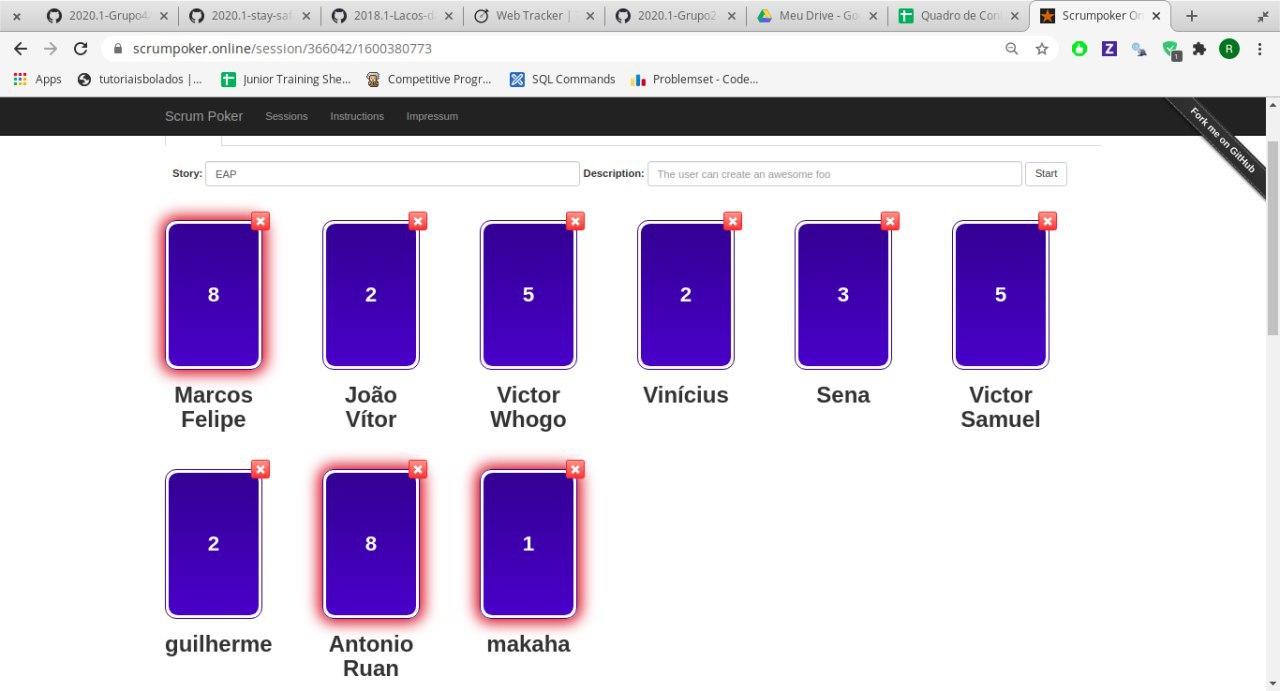 2020.1-Grupo4/
2020.1-stay-saf
2018.1-Lacos-d
Web Tracker | T
2020.1-Grupo2
Meu Drive - Go
Quadro de Con
Scrumpoker On
scrumpoker.online/session/366042/1600380773
1
R
Apps
tutoriaisbolados |...
Junior Training She...
Competitive Progr...
SQL Commands
Problemset - Code...
Scrum Poker
Sessions
Instructions
Impressum
Fork me on GitHub
Story:
EAP
Description:
The user can create an awesome foo
Start
8
2
5
2
3
5
Marcos
Felipe
João
Vítor
Victor
Whogo
Vinícius
Sena
Victor
Samuel
2
8
1
guilherme
Antonio
Ruan
makaha